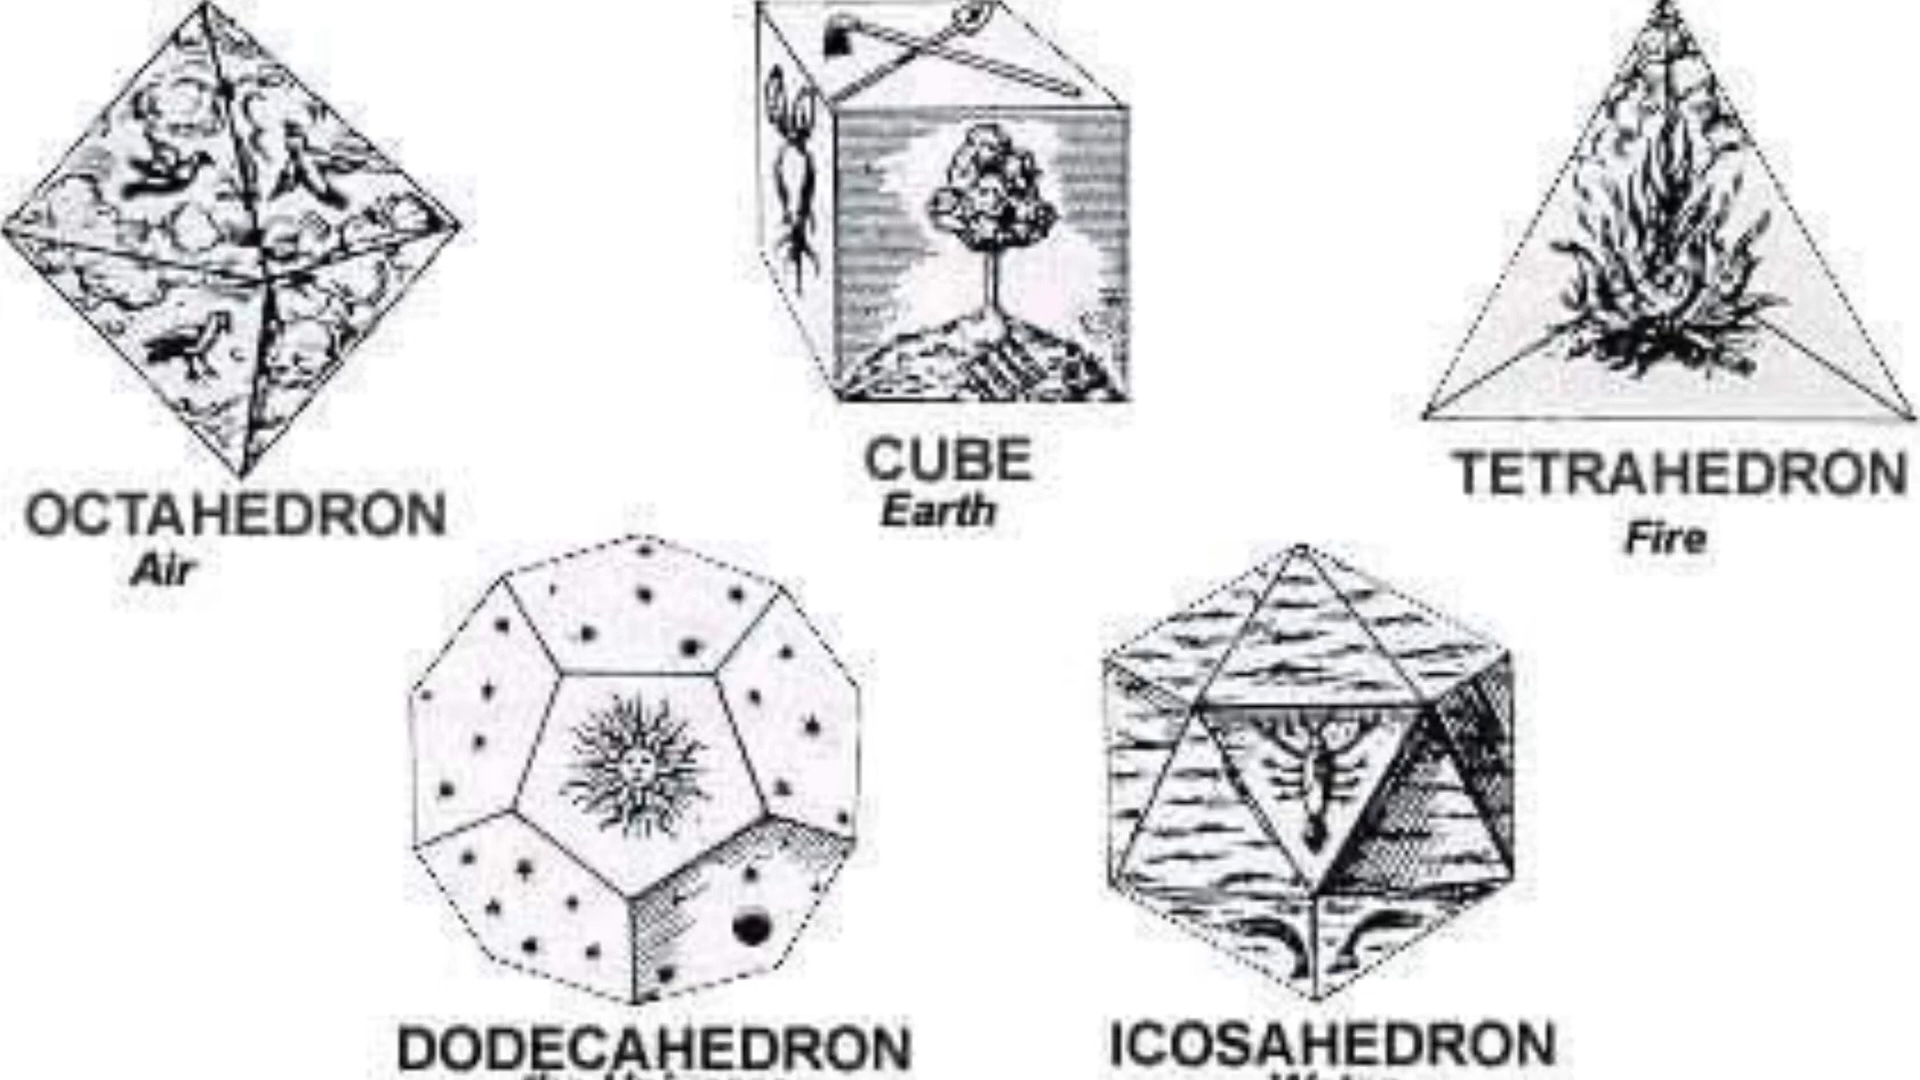 CUBE
Earth
TETRAHEDRON
Fire
OCTAHEDRON
Air
DODECAHEDRON
ICOSAHEDRON